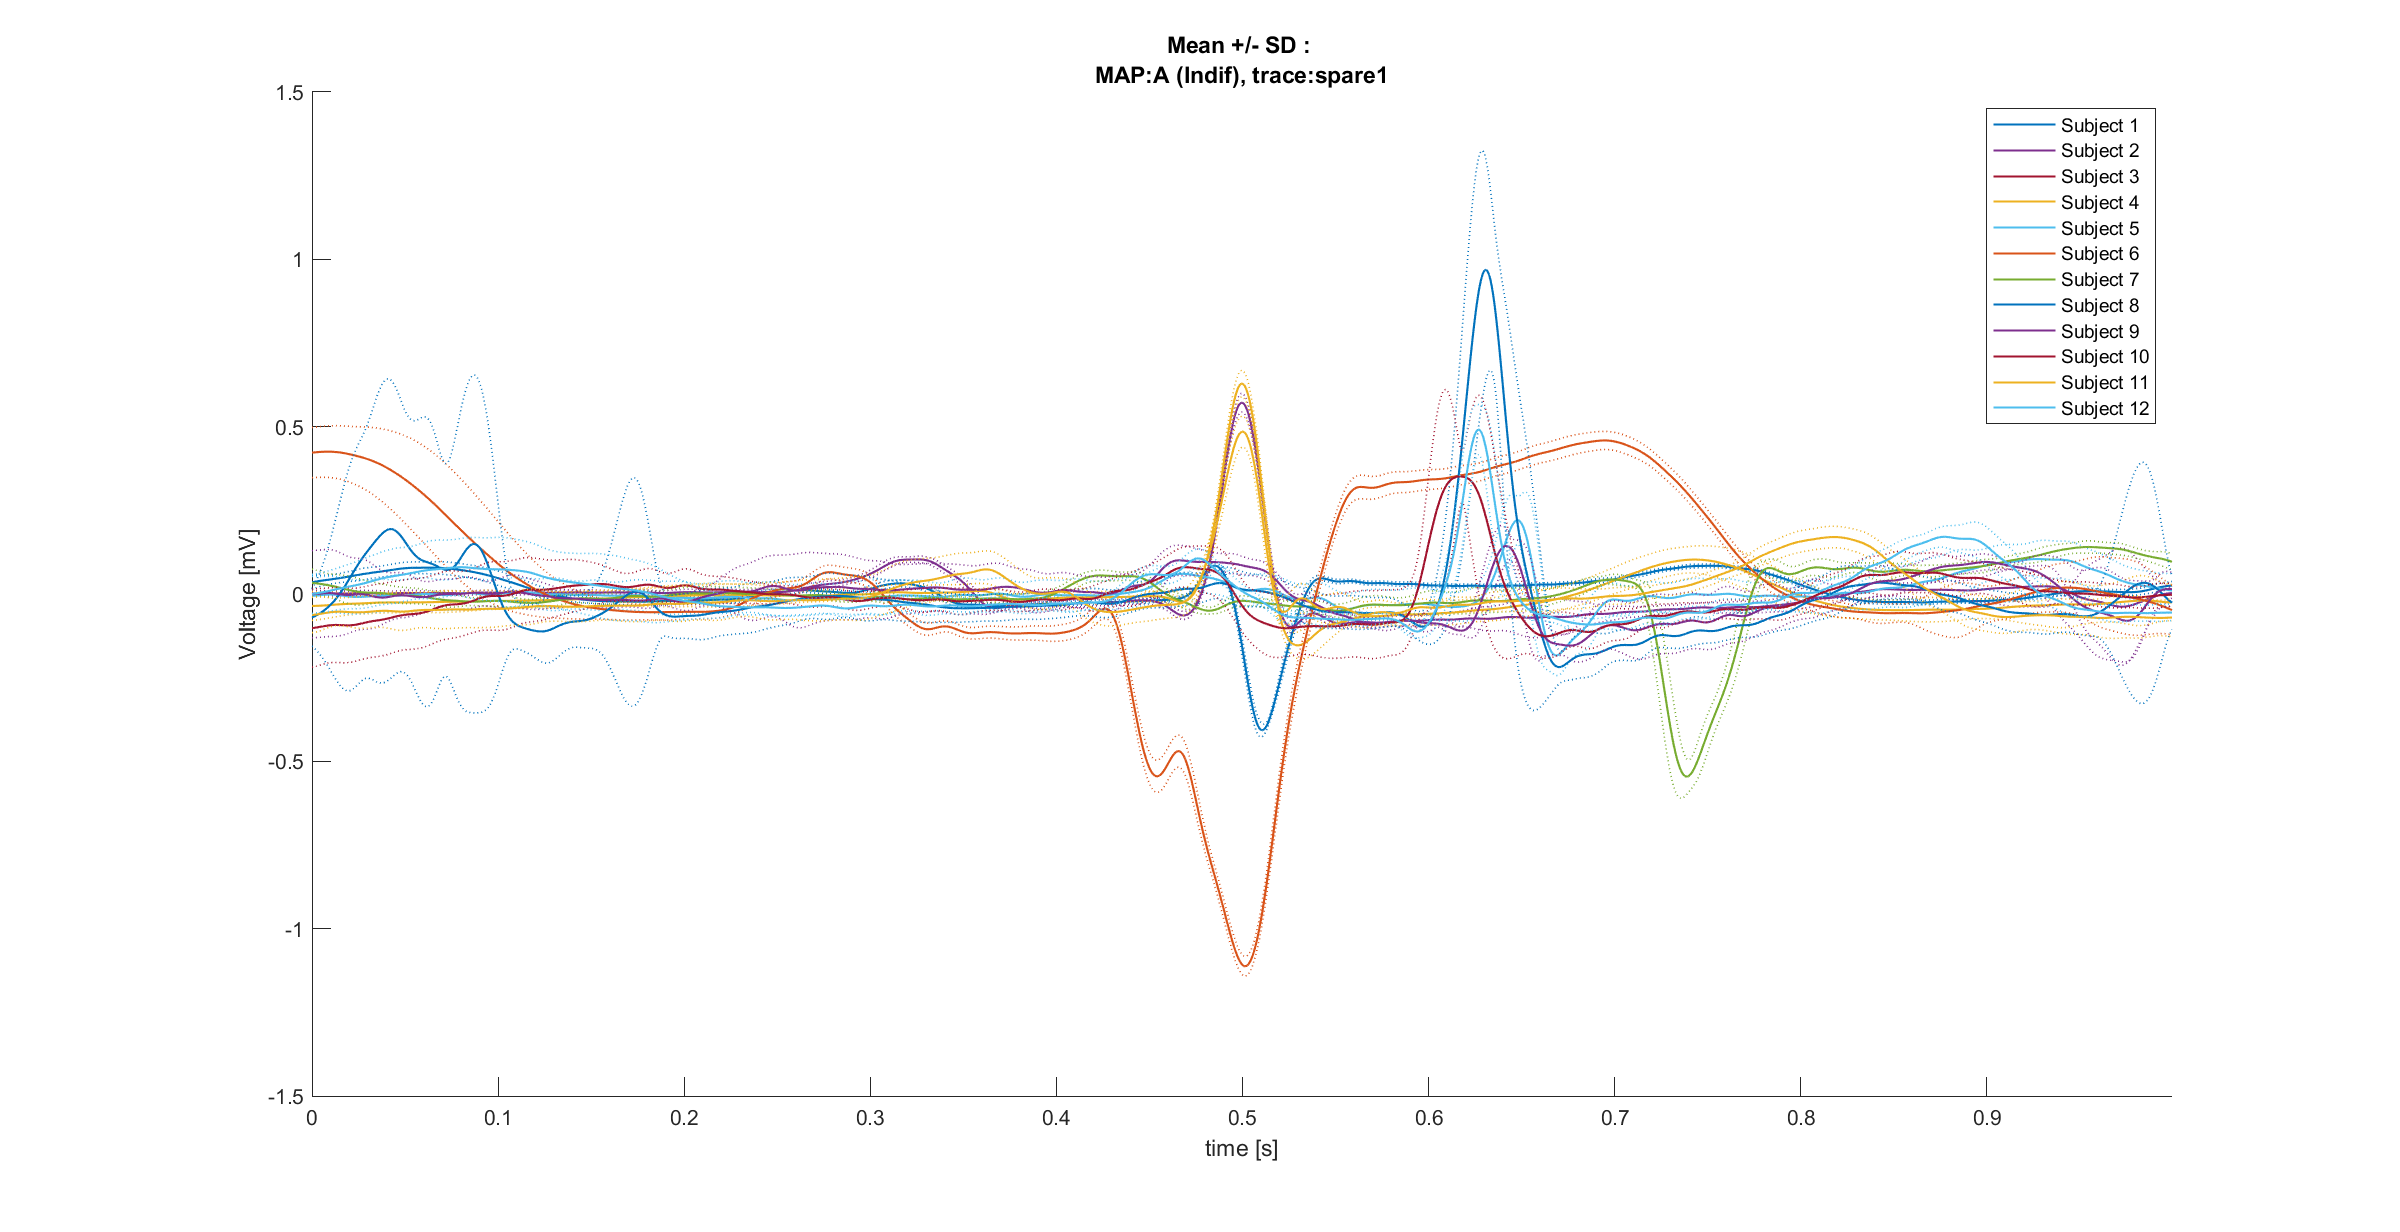 Mean +/- SD :
MAP:A (Indif), trace:spare1
1.5
1
0.5
0
-0.5
-1
-1.5
Voltage [mV]
0 0.1 0.2 0.3 0.4 0.5 0.6 0.7 0.8 0.9
time [s]
Subject 1
Subject 2
Subject 3
Subject 4
Subject 5
Subject 6
Subject 7
Subject 8
Subject 9
Subject 10
Subject 11
Subject 12